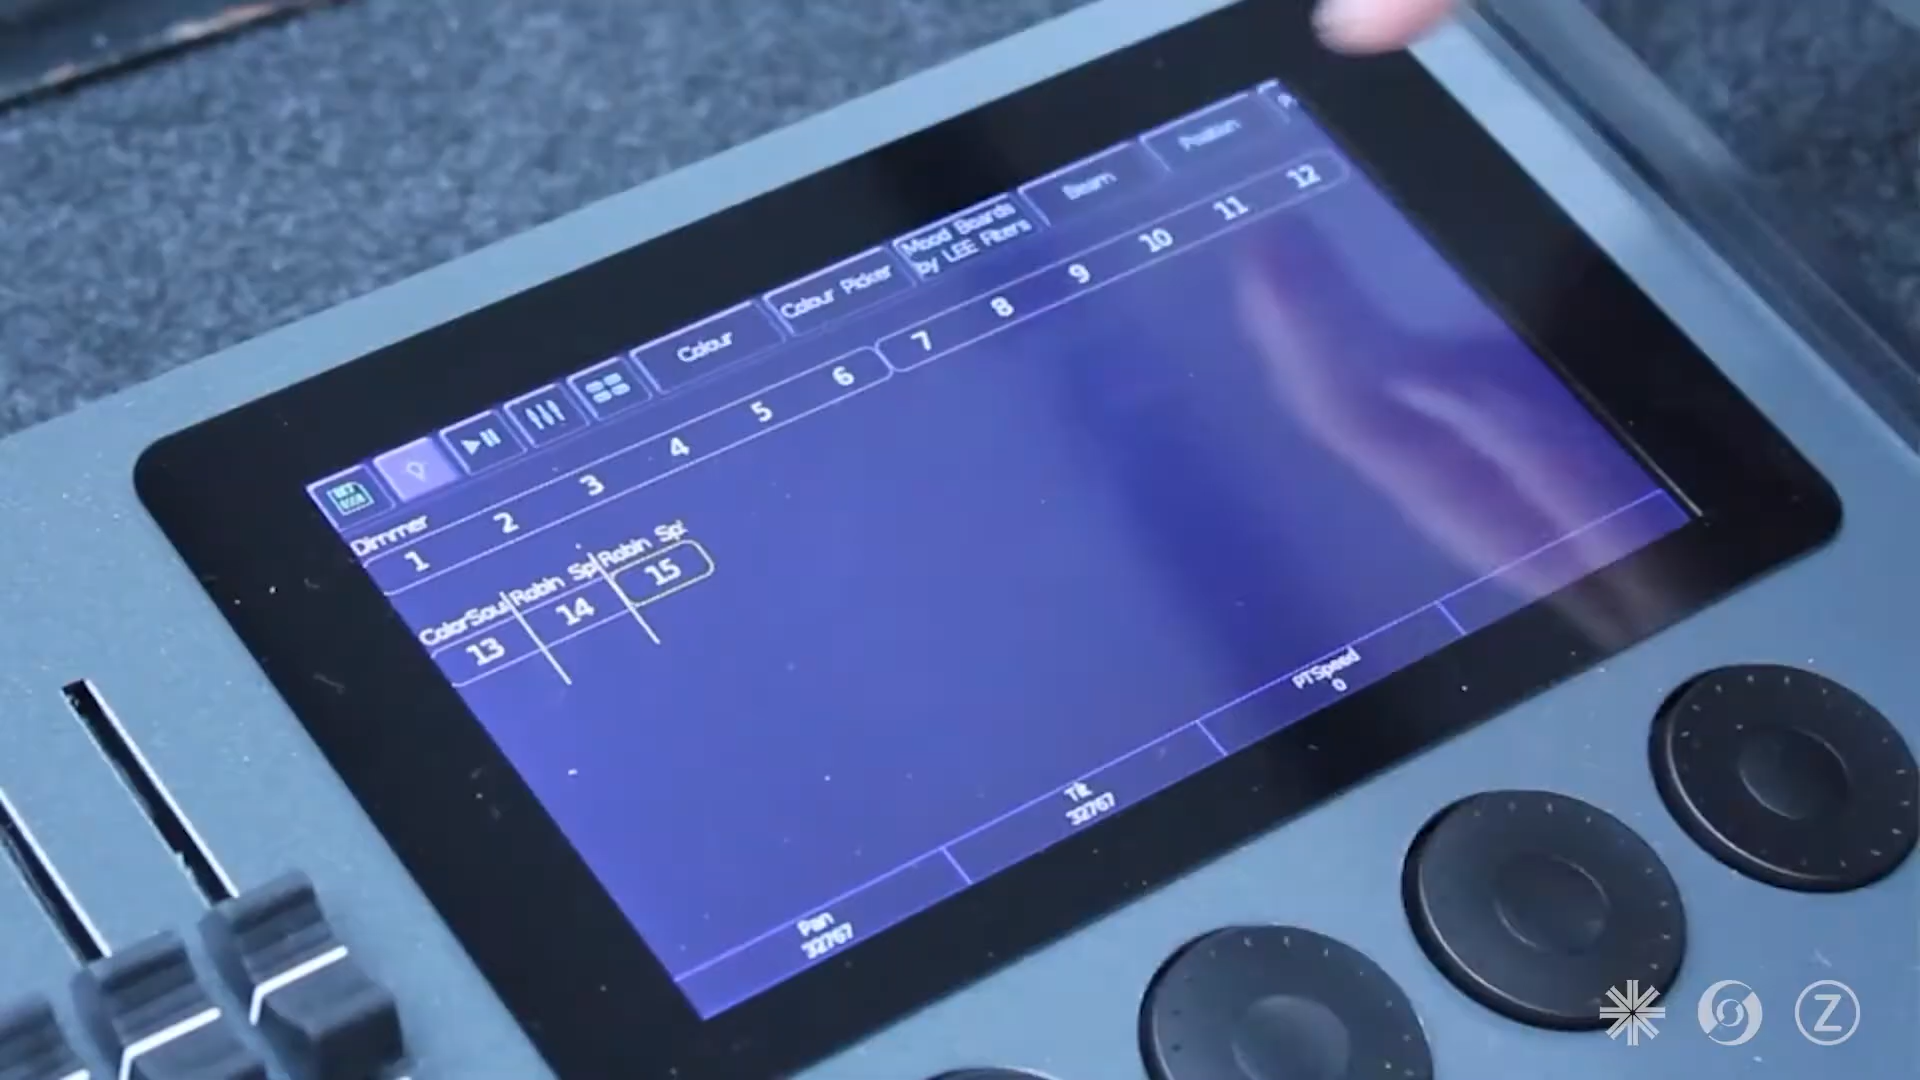 Colour
Colour Picker
Mood Boards
by LEE Filters
Beam
Position
Dimmer
1 2 3 4 5 6 7 8 9 10 11 12
ColorSou Robin Sp Robin Sp
13 14 15
Pan
32767
Tilt
32767
PTSpeed
0
Z